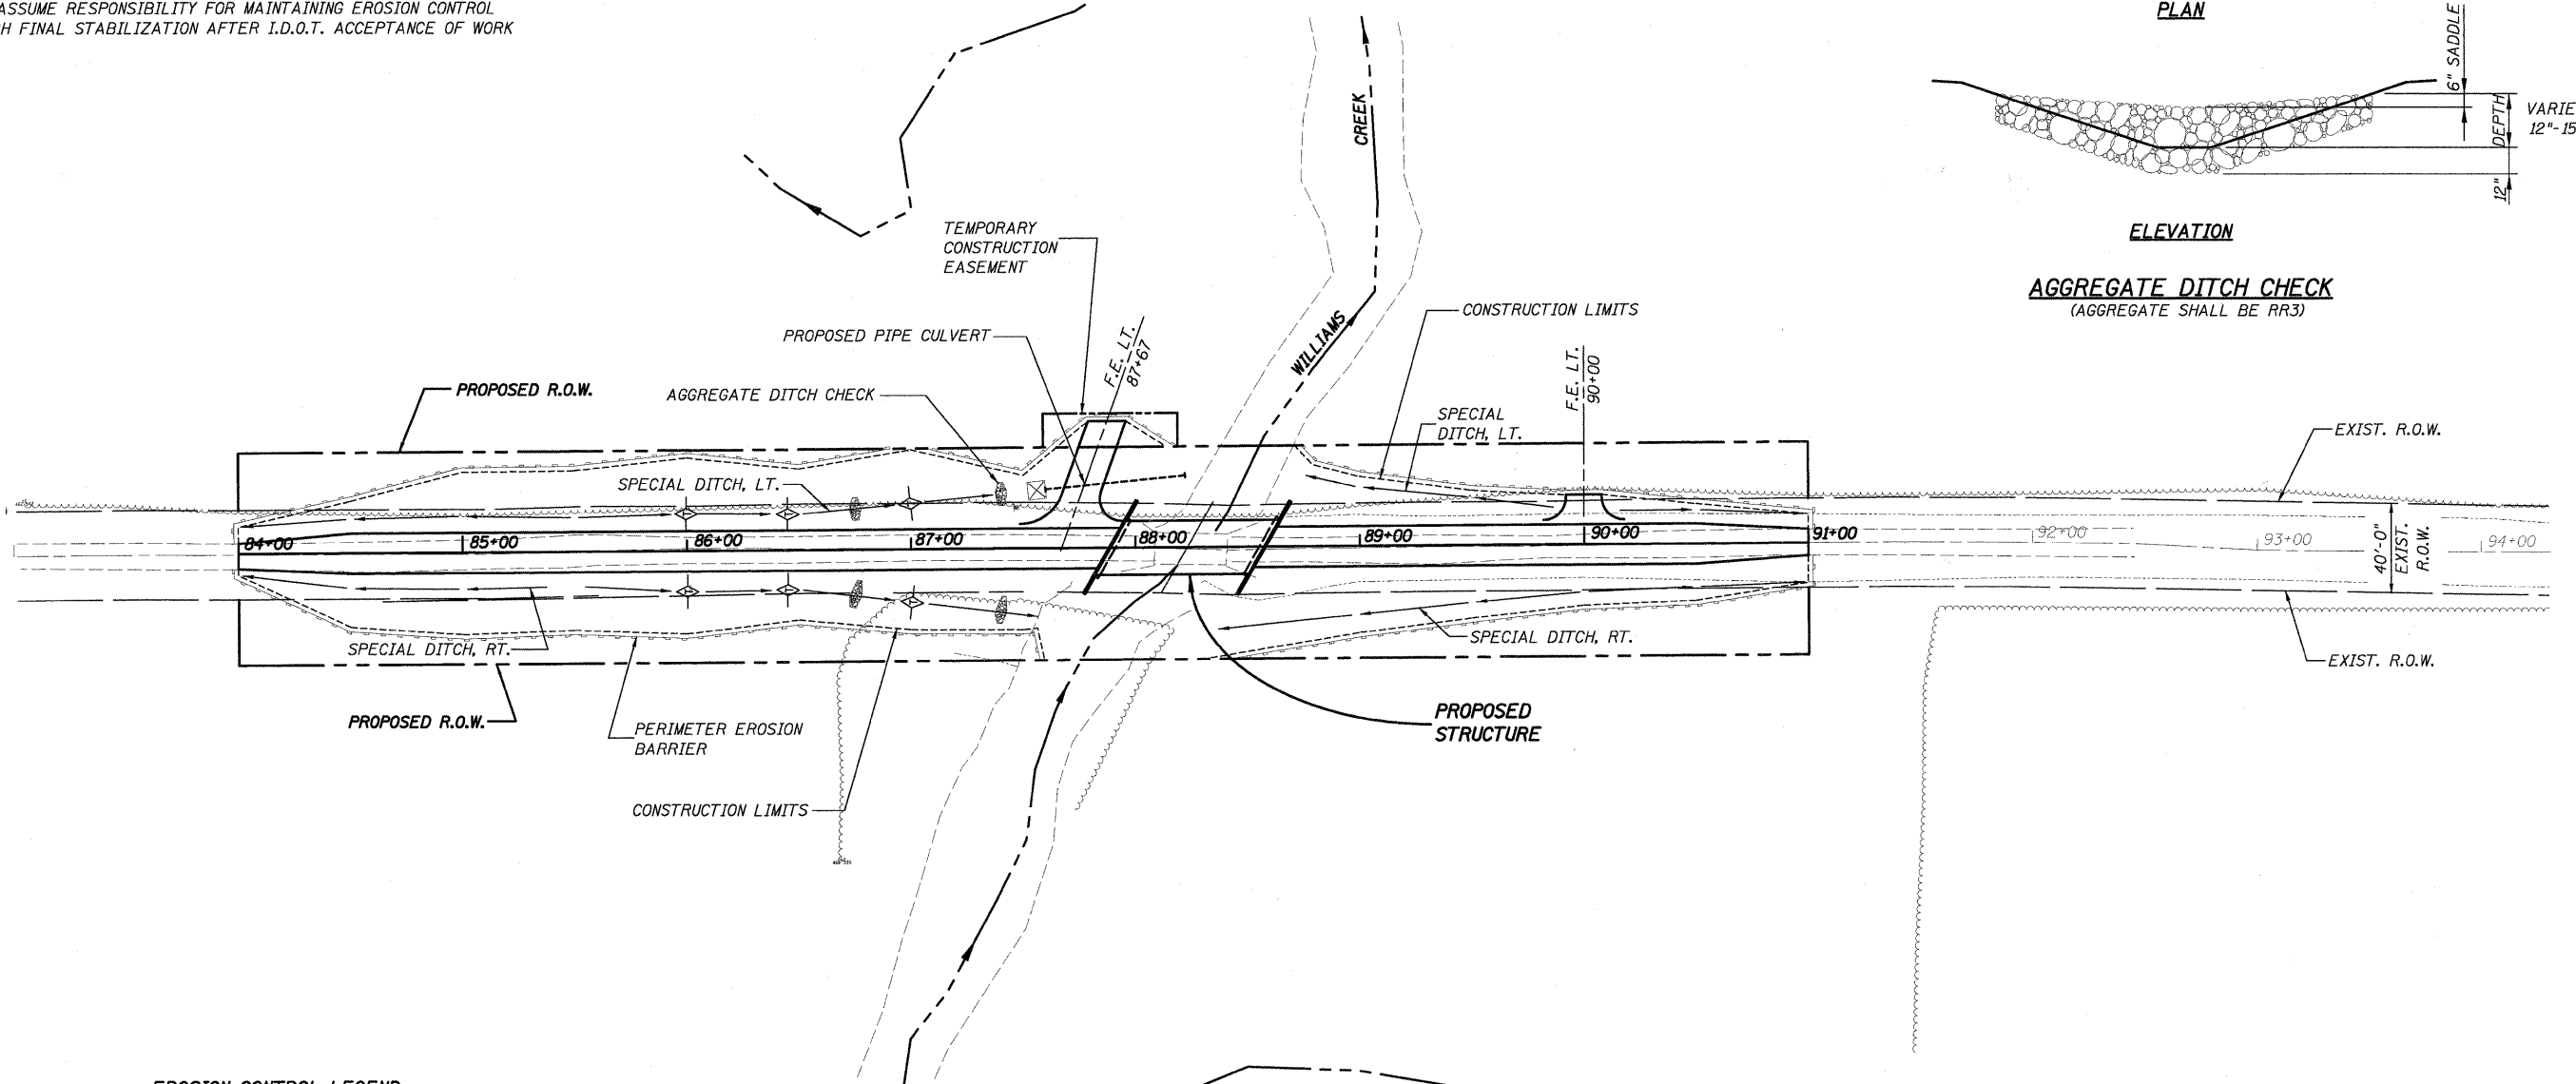 ASSUME RESPONSIBILITY FOR MAINTAINING EROSION CONTROL
H FINAL STABILIZATION AFTER I.D.O.T. ACCEPTANCE OF WORK
PLAN
6" SADDLE
DEPTH
VARIE
12"-15
12"
ELEVATION
AGGREGATE DITCH CHECK
(AGGREGATE SHALL BE RR3)
CREEK
WILLIAMS
TEMPORARY
CONSTRUCTION
EASEMENT
PROPOSED PIPE CULVERT
F.E. LT.
87+67
CONSTRUCTION LIMITS
PROPOSED R.O.W.
AGGREGATE DITCH CHECK
F.E. LT.
90+00
SPECIAL
DITCH, LT.
EXIST. R.O.W.
SPECIAL DITCH, LT.
84+00
85+00
86+00
87+00
88+00
89+00
90+00
91+00
92+00
93+00
94+00
40'-0"
EXIST.
R.O.W.
SPECIAL DITCH, RT.
SPECIAL DITCH, RT.
EXIST. R.O.W.
PROPOSED R.O.W.
PERIMETER EROSION
BARRIER
PROPOSED
STRUCTURE
CONSTRUCTION LIMITS
EROSION CONTROL LEGEND